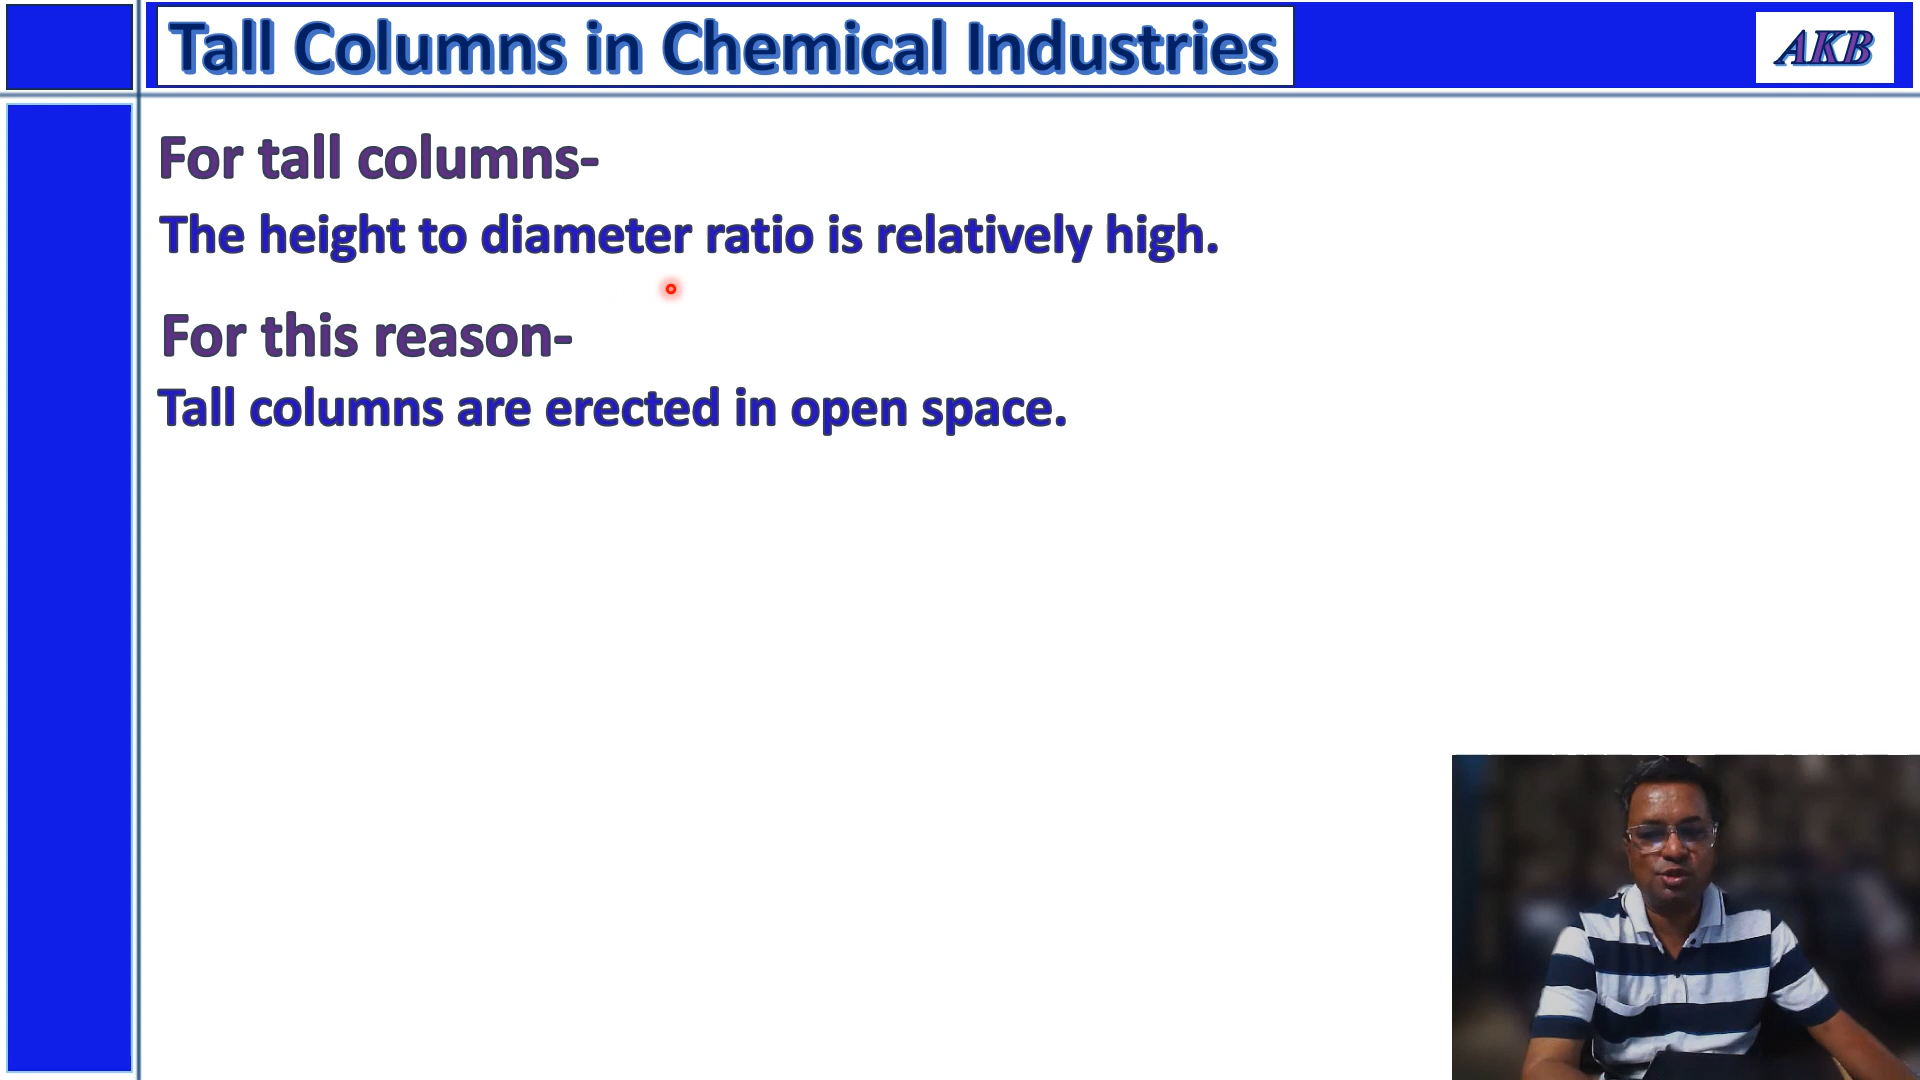 Tall Columns in Chemical Industries
AKB
For tall columns-
The height to diameter ratio is relatively high.
For this reason-
Tall columns are erected in open space.